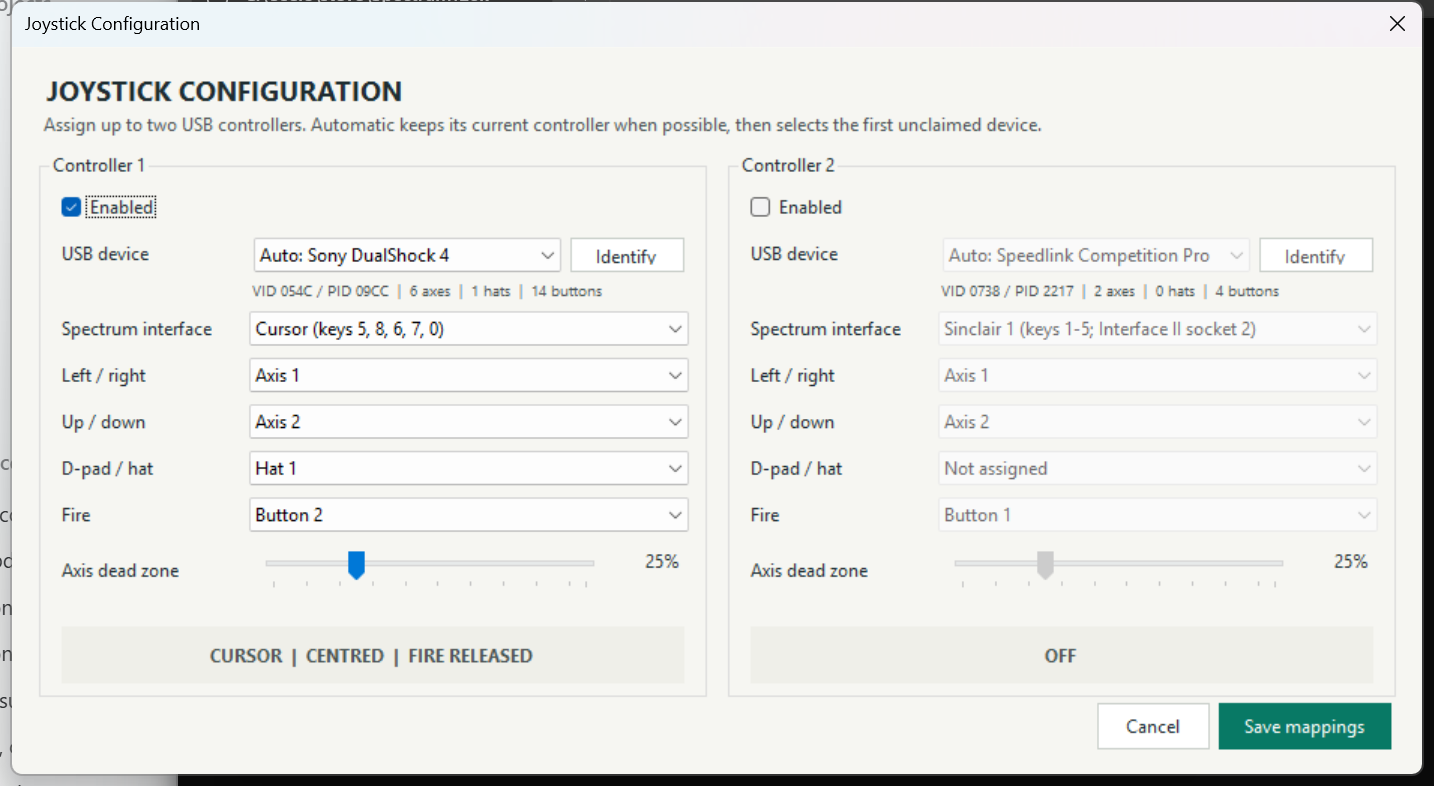 Joystick Configuration
JOYSTICK CONFIGURATION
Assign up to two USB controllers. Automatic keeps its current controller when possible, then selects the first unclaimed device.
Controller 1
Enabled
USB device Auto: Sony DualShock 4 Identify
VID 054C / PID 09CC | 6 axes | 1 hats | 14 buttons
Spectrum interface Cursor (keys 5, 8, 6, 7, 0)
Left / right Axis 1
Up / down Axis 2
D-pad / hat Hat 1
Fire Button 2
Axis dead zone 25%
CURSOR | CENTRED | FIRE RELEASED
Controller 2
Enabled
USB device Auto: Speedlink Competition Pro Identify
VID 0738 / PID 2217 | 2 axes | 0 hats | 4 buttons
Spectrum interface Sinclair 1 (keys 1-5; Interface II socket 2)
Left / right Axis 1
Up / down Axis 2
D-pad / hat Not assigned
Fire Button 1
Axis dead zone 25%
OFF
Cancel Save mappings